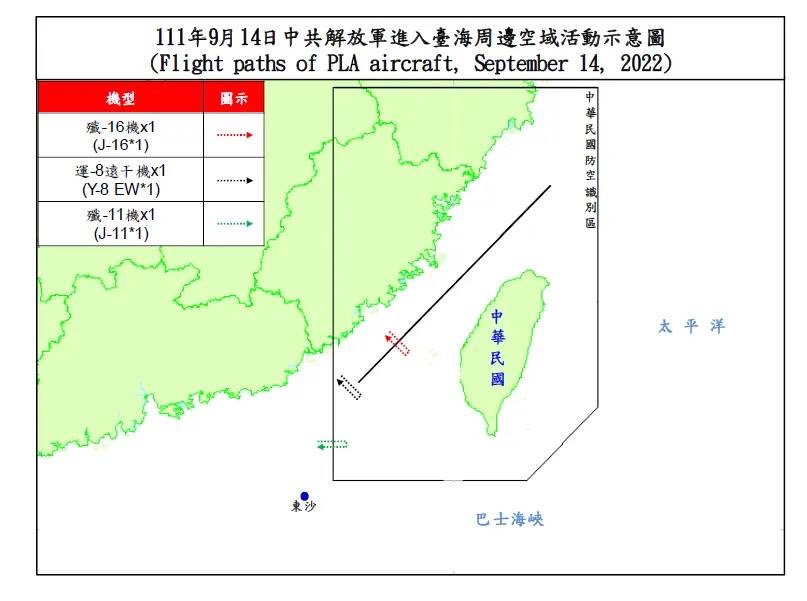 111年9月14日中共解放軍進入臺海周邊空域活動示意圖
(Flight paths of PLA aircraft, September 14, 2022)
機型 圖示
殲-16機x1
(J-16*1)
運-8遠干機x1
(Y-8 EW*1)
殲-11機x1
(J-11*1)
中華民國防空識別區
中華民國
太平洋
東沙
巴士海峽